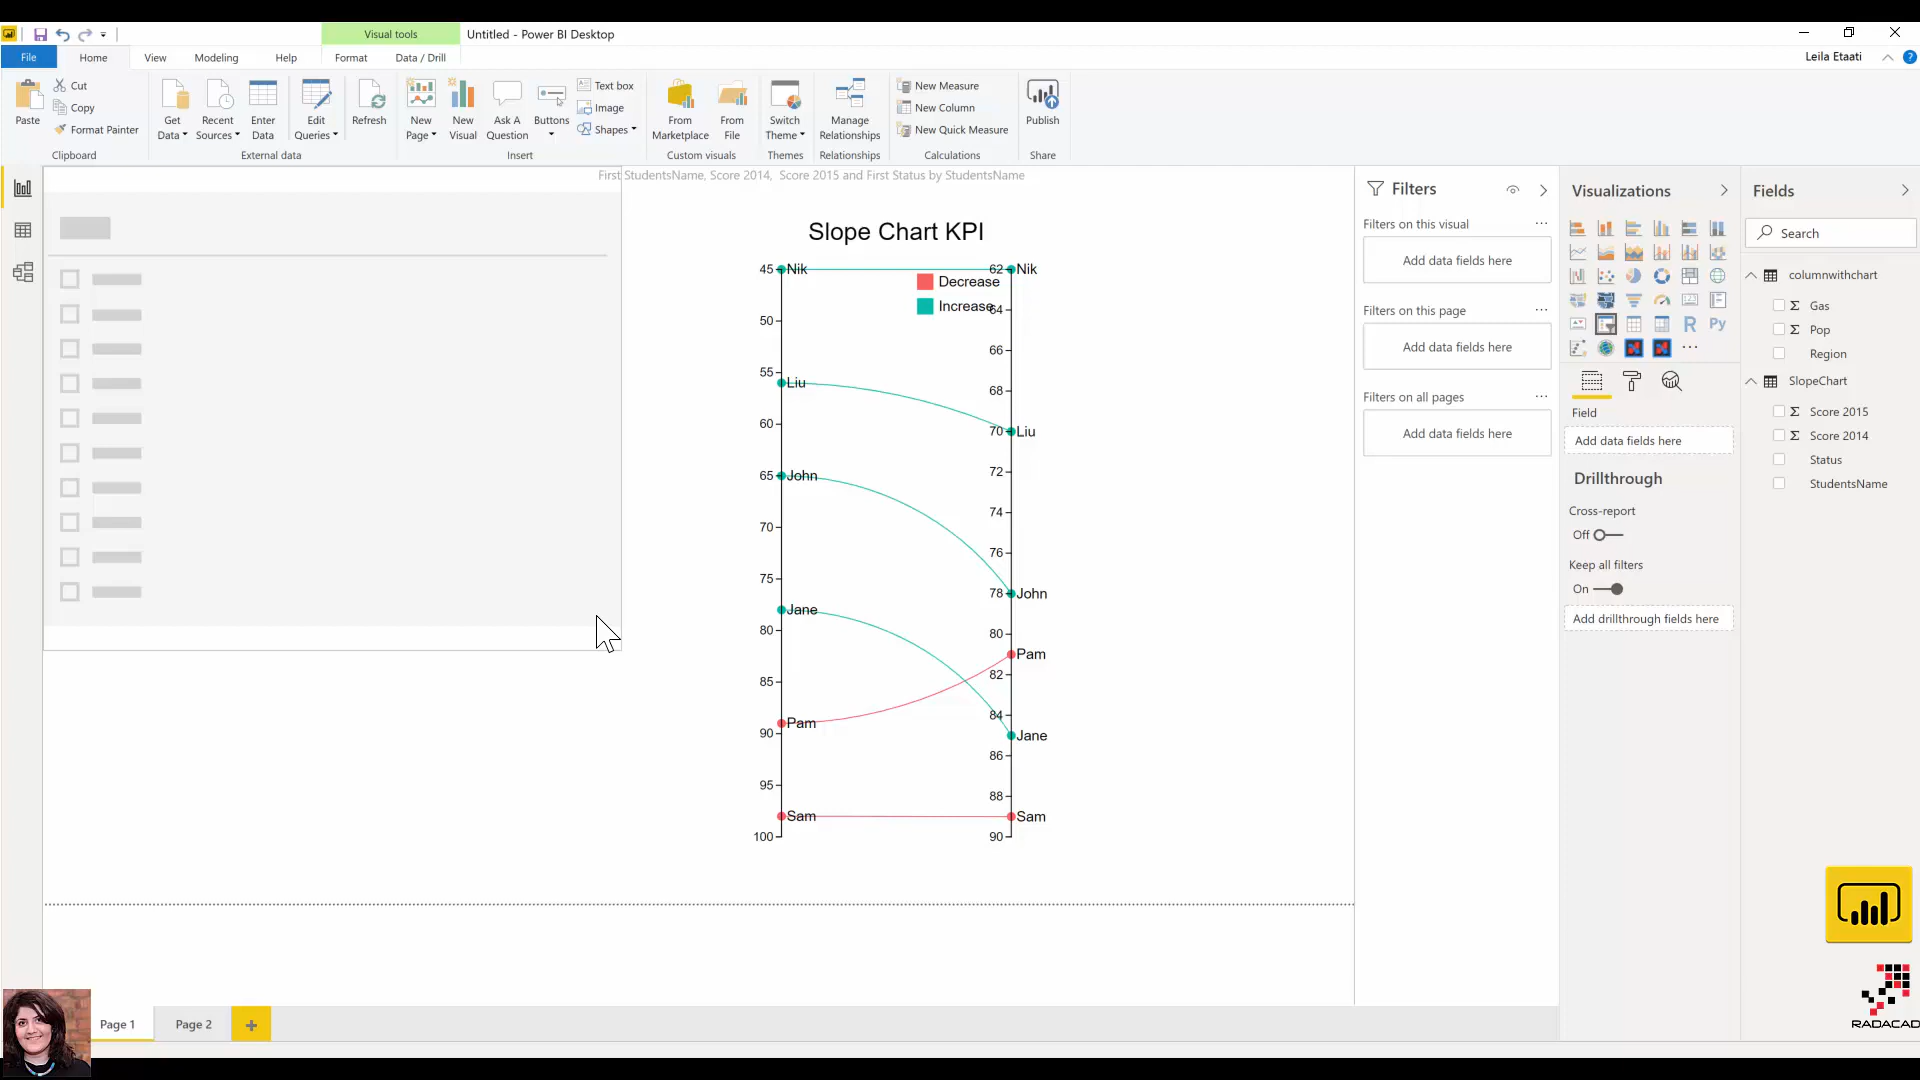 Visual tools
Untitled - Power BI Desktop
File
Home
View
Modeling
Help
Format
Data / Drill
Leila Etaati
Paste
Cut
Copy
Format Painter
Clipboard
Get Data
Recent Sources
Enter Data
Edit Queries
Refresh
External data
New Page
New Visual
Ask A Question
Buttons
Text box
Image
Shapes
Insert
From Marketplace
From File
Custom visuals
Switch Theme
Themes
Manage Relationships
Relationships
New Measure
New Column
New Quick Measure
Calculations
Publish
Share
First StudentsName, Score 2014, Score 2015 and First Status by StudentsName
Slope Chart KPI
45 Nik
62 Nik
Decrease
Increase
64
50
66
55
Liu
68
60
70 Liu
65 John
72
70
74
76
75
78 John
Jane
80
80
Pam
85
82
84
Pam
90
Jane
86
95
88
Sam
Sam
100
90
Filters
Filters on this visual
Add data fields here
Filters on this page
Add data fields here
Filters on all pages
Add data fields here
Visualizations
R
Py
Field
Add data fields here
Drillthrough
Cross-report
Off
Keep all filters
On
Add drillthrough fields here
Fields
Search
columnwithchart
Gas
Pop
Region
SlopeChart
Score 2015
Score 2014
Status
StudentsName
RADACAD
Page 1
Page 2